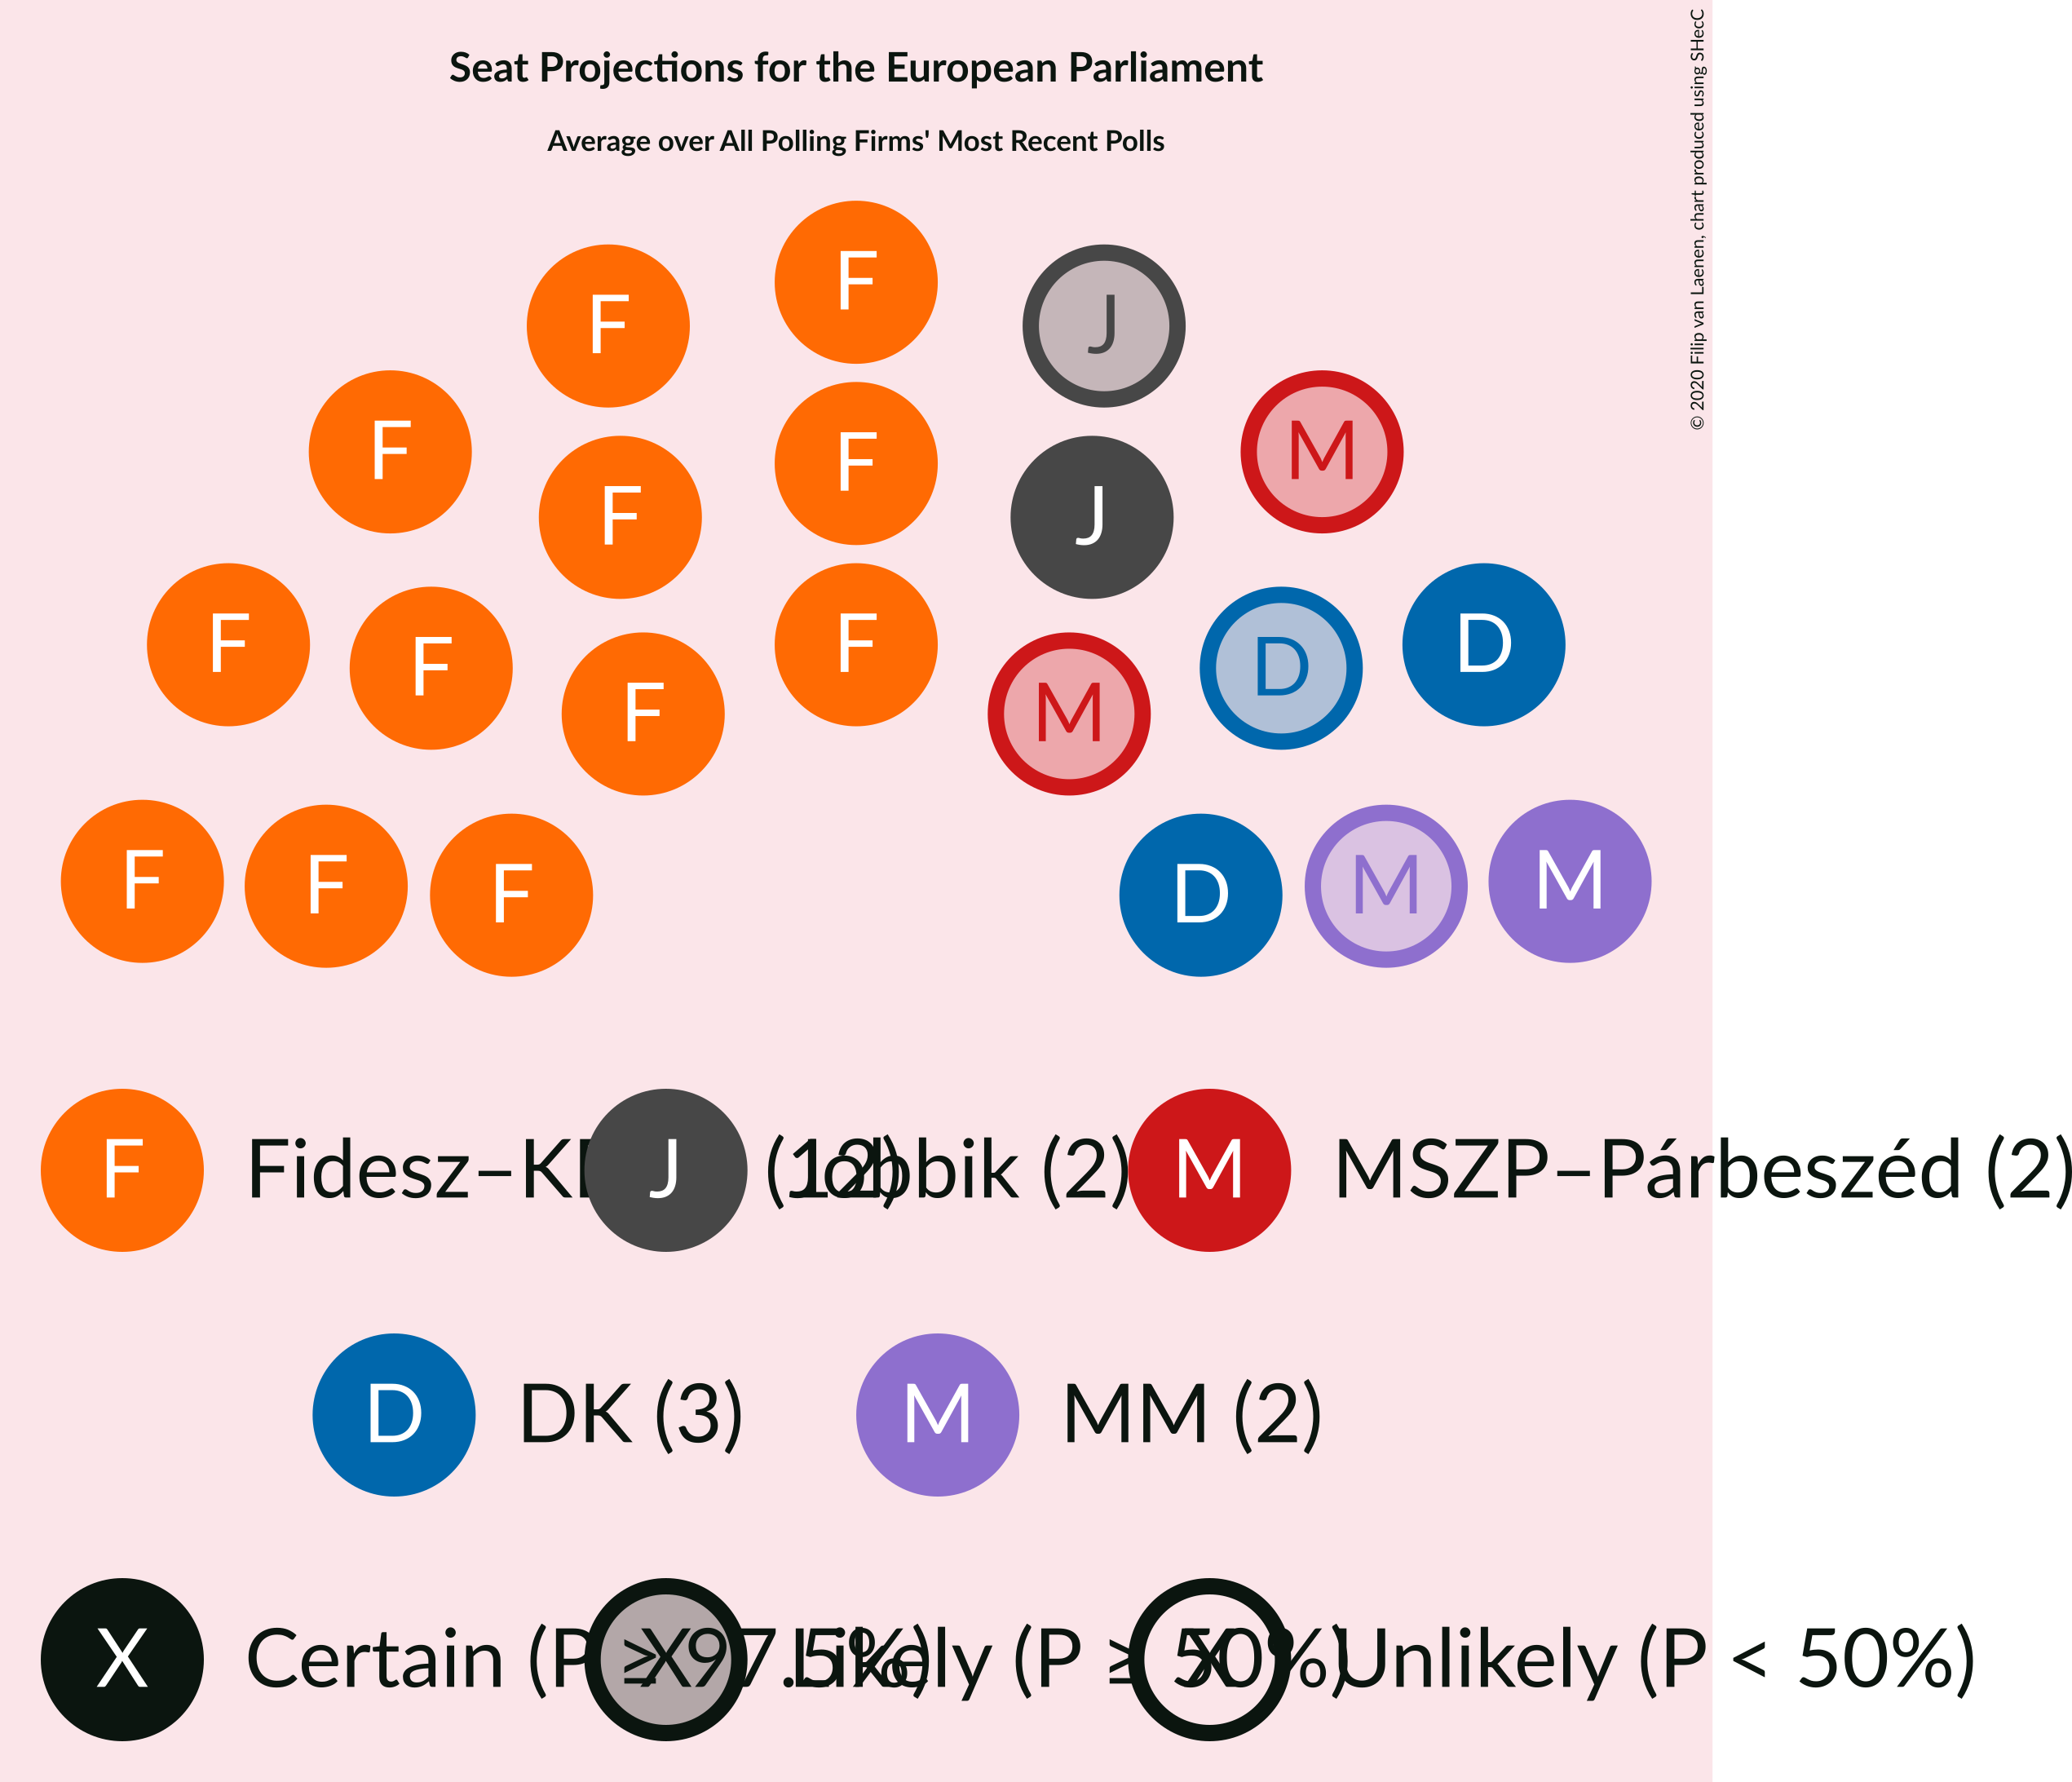 Seat Projections for the European Parliament
Average over All Polling Firms' Most Recent Polls
© 2020 Filip van Laenen, chart produced using SHecC
F
F
J
F
M
F
F
J
F
F
D
D
F
F
M
F
F
F
D
M
M
F Fidesz–K
J Jobbik (2)
M MSZP–Párbeszéd (2)
D DK (3)
M MM (2)
X Certain (P ≥ 97.5%)
X Likely (P ≥ 50%
X Unlikely (P < 50%)